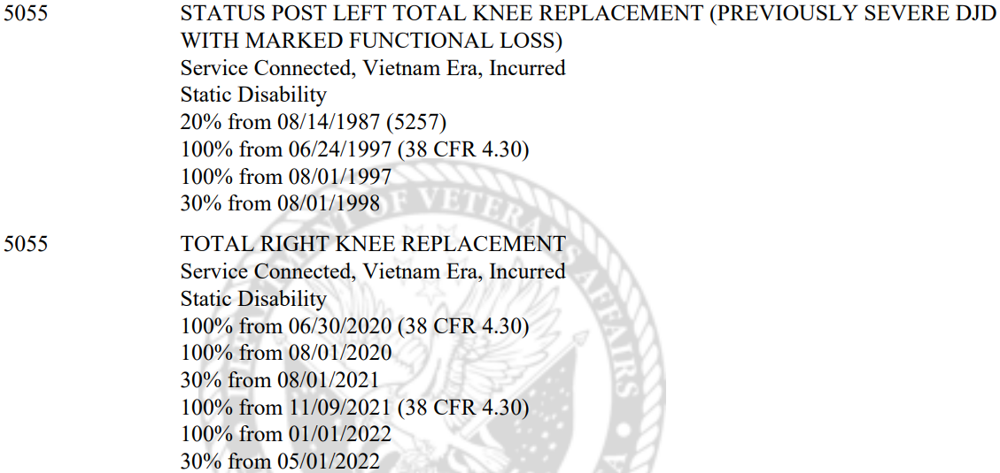 5055 STATUS POST LEFT TOTAL KNEE REPLACEMENT (PREVIOUSLY SEVERE DJD
WITH MARKED FUNCTIONAL LOSS)
Service Connected, Vietnam Era, Incurred
Static Disability
20% from 08/14/1987 (5257)
100% from 06/24/1997 (38 CFR 4.30)
100% from 08/01/1997
30% from 08/01/1998
5055 TOTAL RIGHT KNEE REPLACEMENT
Service Connected, Vietnam Era, Incurred
Static Disability
100% from 06/30/2020 (38 CFR 4.30)
100% from 08/01/2020
30% from 08/01/2021
100% from 11/09/2021 (38 CFR 4.30)
100% from 01/01/2022
30% from 05/01/2022
DEPARTMENT OF VETERANS AFFAIRS